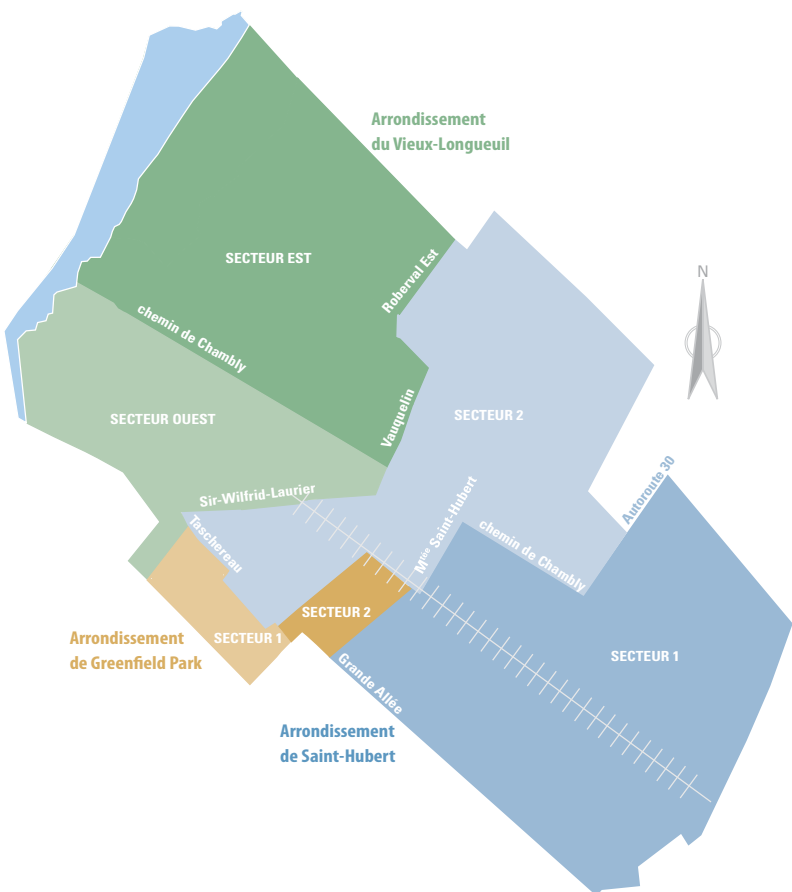 Arrondissement
du Vieux-Longueuil
SECTEUR EST
Roberval Est
N
chemin de Chambly
SECTEUR OUEST
Vauquelin
SECTEUR 2
Autoroute 30
Sir-Wilfrid-Laurier
Taschereau
Mtée Saint-Hubert
chemin de Chambly
SECTEUR 2
SECTEUR 1
Arrondissement
de Greenfield Park
SECTEUR 1
Grande Allée
Arrondissement
de Saint-Hubert